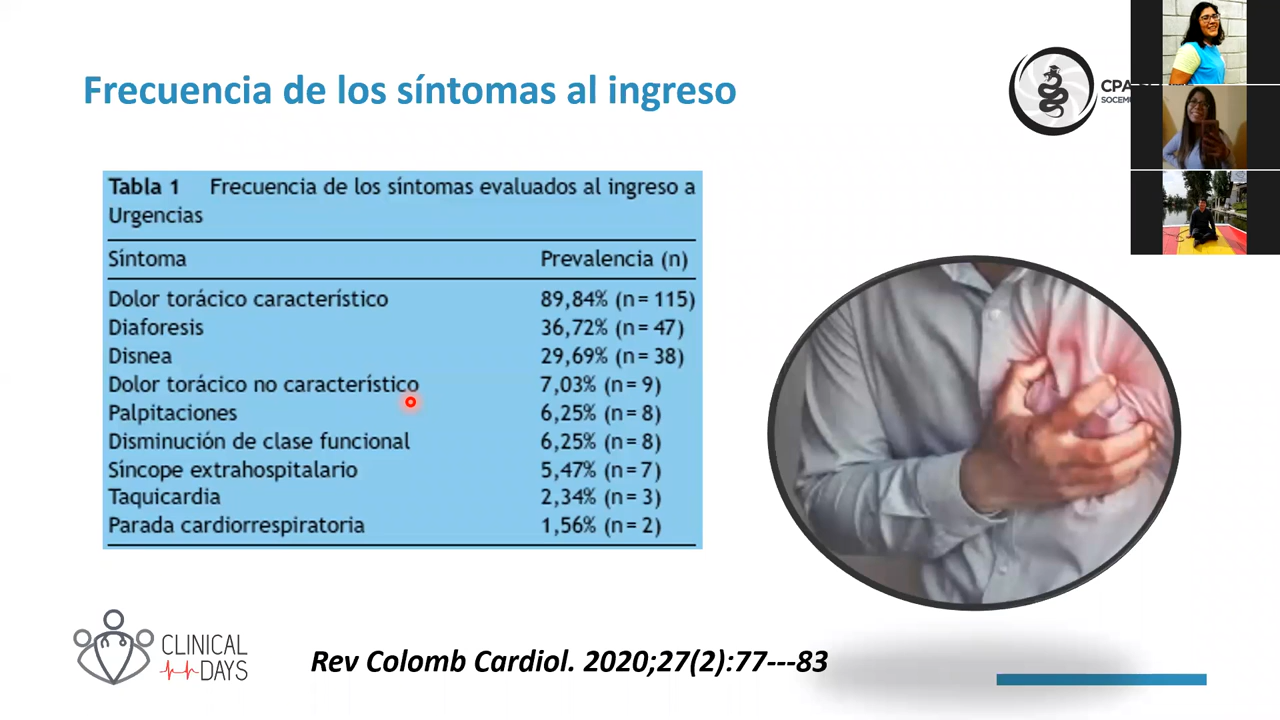 Frecuencia de los síntomas al ingreso
Tabla 1 Frecuencia de los síntomas evaluados al ingreso a
Urgencias
Síntoma Prevalencia (n)
Dolor torácico característico 89,84% (n = 115)
Diaforesis 36,72% (n = 47)
Disnea 29,69% (n = 38)
Dolor torácico no característico 7,03% (n = 9)
Palpitaciones 6,25% (n = 8)
Disminución de clase funcional 6,25% (n = 8)
Síncope extrahospitalario 5,47% (n = 7)
Taquicardia 2,34% (n = 3)
Parada cardiorrespiratoria 1,56% (n = 2)
CLINICAL
DAYS
Rev Colomb Cardiol. 2020;27(2):77---83